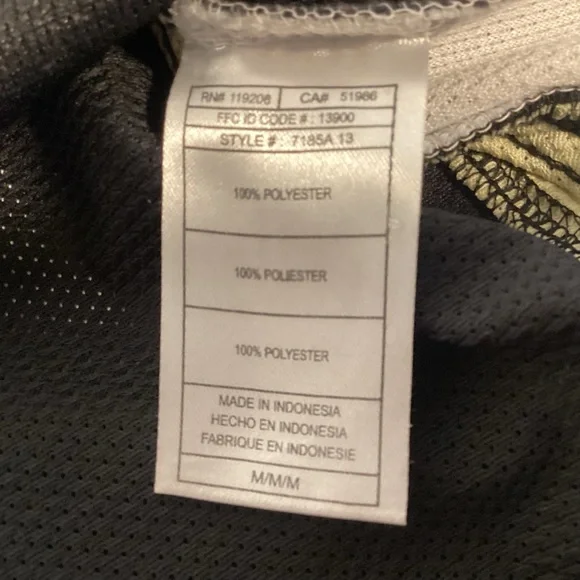 RN# 119208 CA# 51986
FFC ID CODE # : 13900
STYLE # : 7185A 13
100% POLYESTER
100% POLIESTER
100% POLYESTER
MADE IN INDONESIA
HECHO EN INDONESIA
FABRIQUE EN INDONESIE
M/M/M